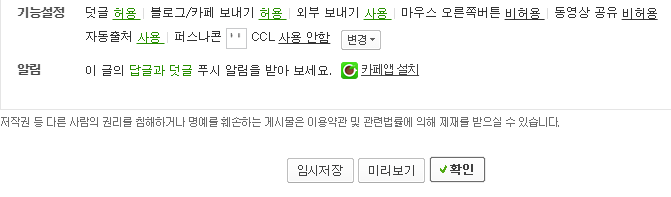 기능설정 덧글 허용 | 블로그/카페 보내기 허용 | 외부 보내기 사용 | 마우스 오른쪽버튼 비허용 | 동영상 공유 비허용
자동출처 사용 | 퍼스나콘 CCL 사용 안함 변경
알림 이 글의 답글과 덧글 푸시 알림을 받아 보세요. 카페앱 설치
저작권 등 다른 사람의 권리를 침해하거나 명예를 훼손하는 게시물은 이용약관 및 관련법률에 의해 제재를 받으실 수 있습니다.
임시저장 미리보기 확인